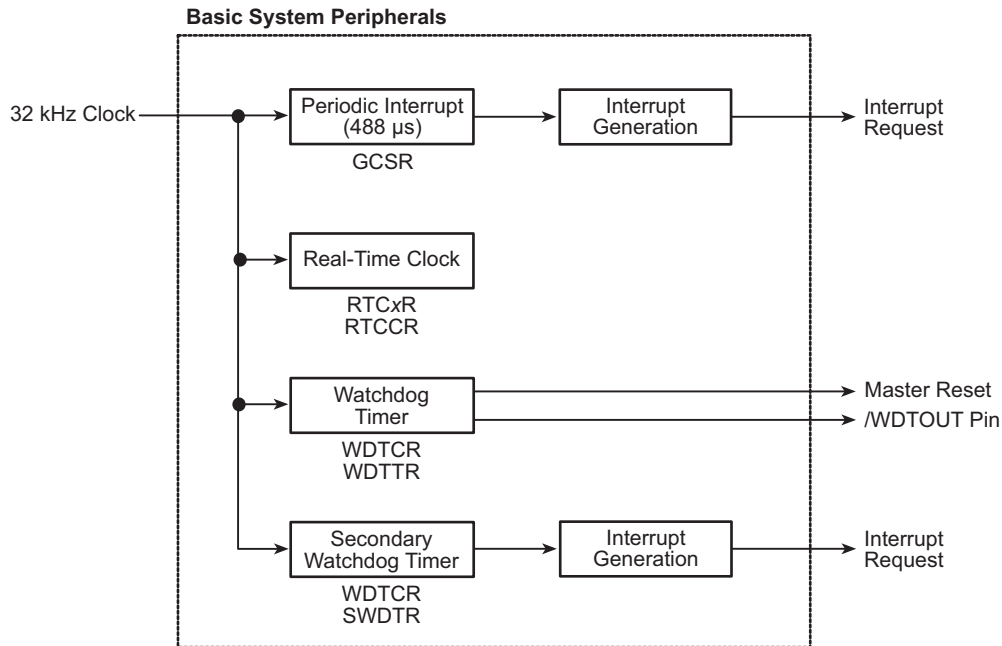 Basic System Peripherals
32 kHz Clock
Periodic Interrupt
(488 µs)
GCSR
Interrupt
Generation
Interrupt
Request
Real-Time Clock
RTCxR
RTCCR
Watchdog
Timer
WDTCR
WDTTR
Master Reset
/WDTOUT Pin
Secondary
Watchdog Timer
WDTCR
SWDTR
Interrupt
Generation
Interrupt
Request